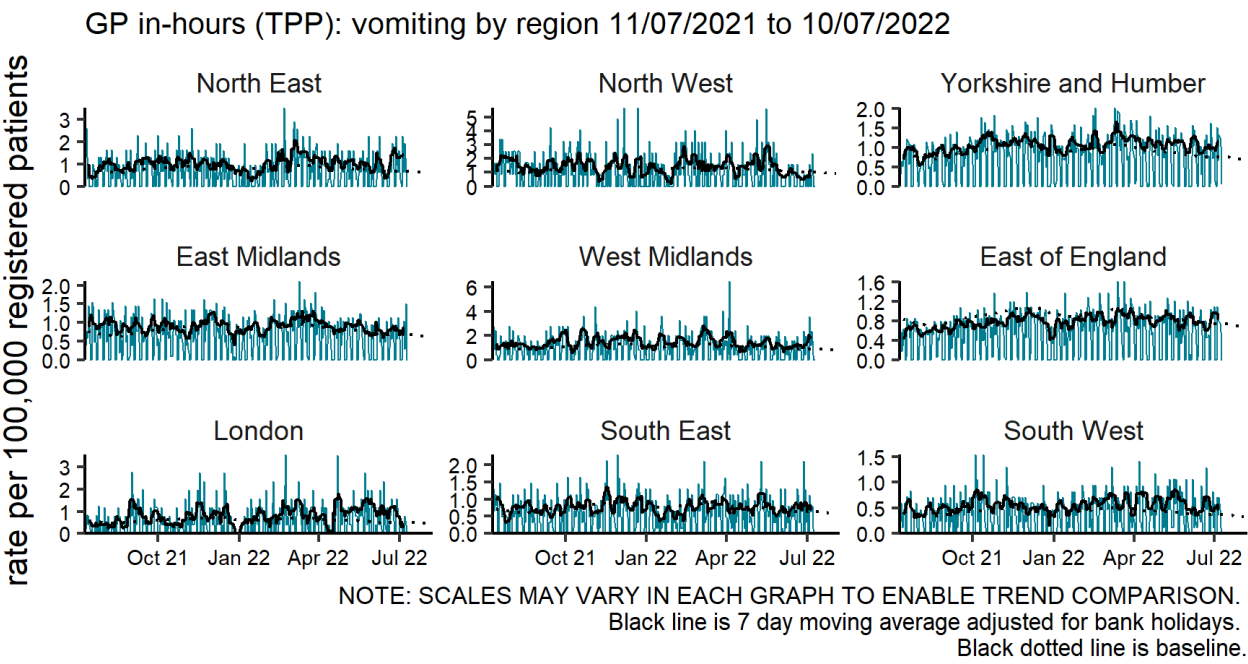 GP in-hours (TPP): vomiting by region 11/07/2021 to 10/07/2022
rate per 100,000 registered patients
North East
3
2
1
0
North West
5
4
3
2
1
0
Yorkshire and Humber
2.0
1.5
1.0
0.5
0.0
East Midlands
2.0
1.5
1.0
0.5
0.0
West Midlands
6
4
2
0
East of England
1.6
1.2
0.8
0.4
0.0
London
3
2
1
0
Oct 21 Jan 22 Apr 22 Jul 22
South East
2.0
1.5
1.0
0.5
0.0
Oct 21 Jan 22 Apr 22 Jul 22
South West
1.5
1.0
0.5
0.0
Oct 21 Jan 22 Apr 22 Jul 22
NOTE: SCALES MAY VARY IN EACH GRAPH TO ENABLE TREND COMPARISON.
Black line is 7 day moving average adjusted for bank holidays.
Black dotted line is baseline.